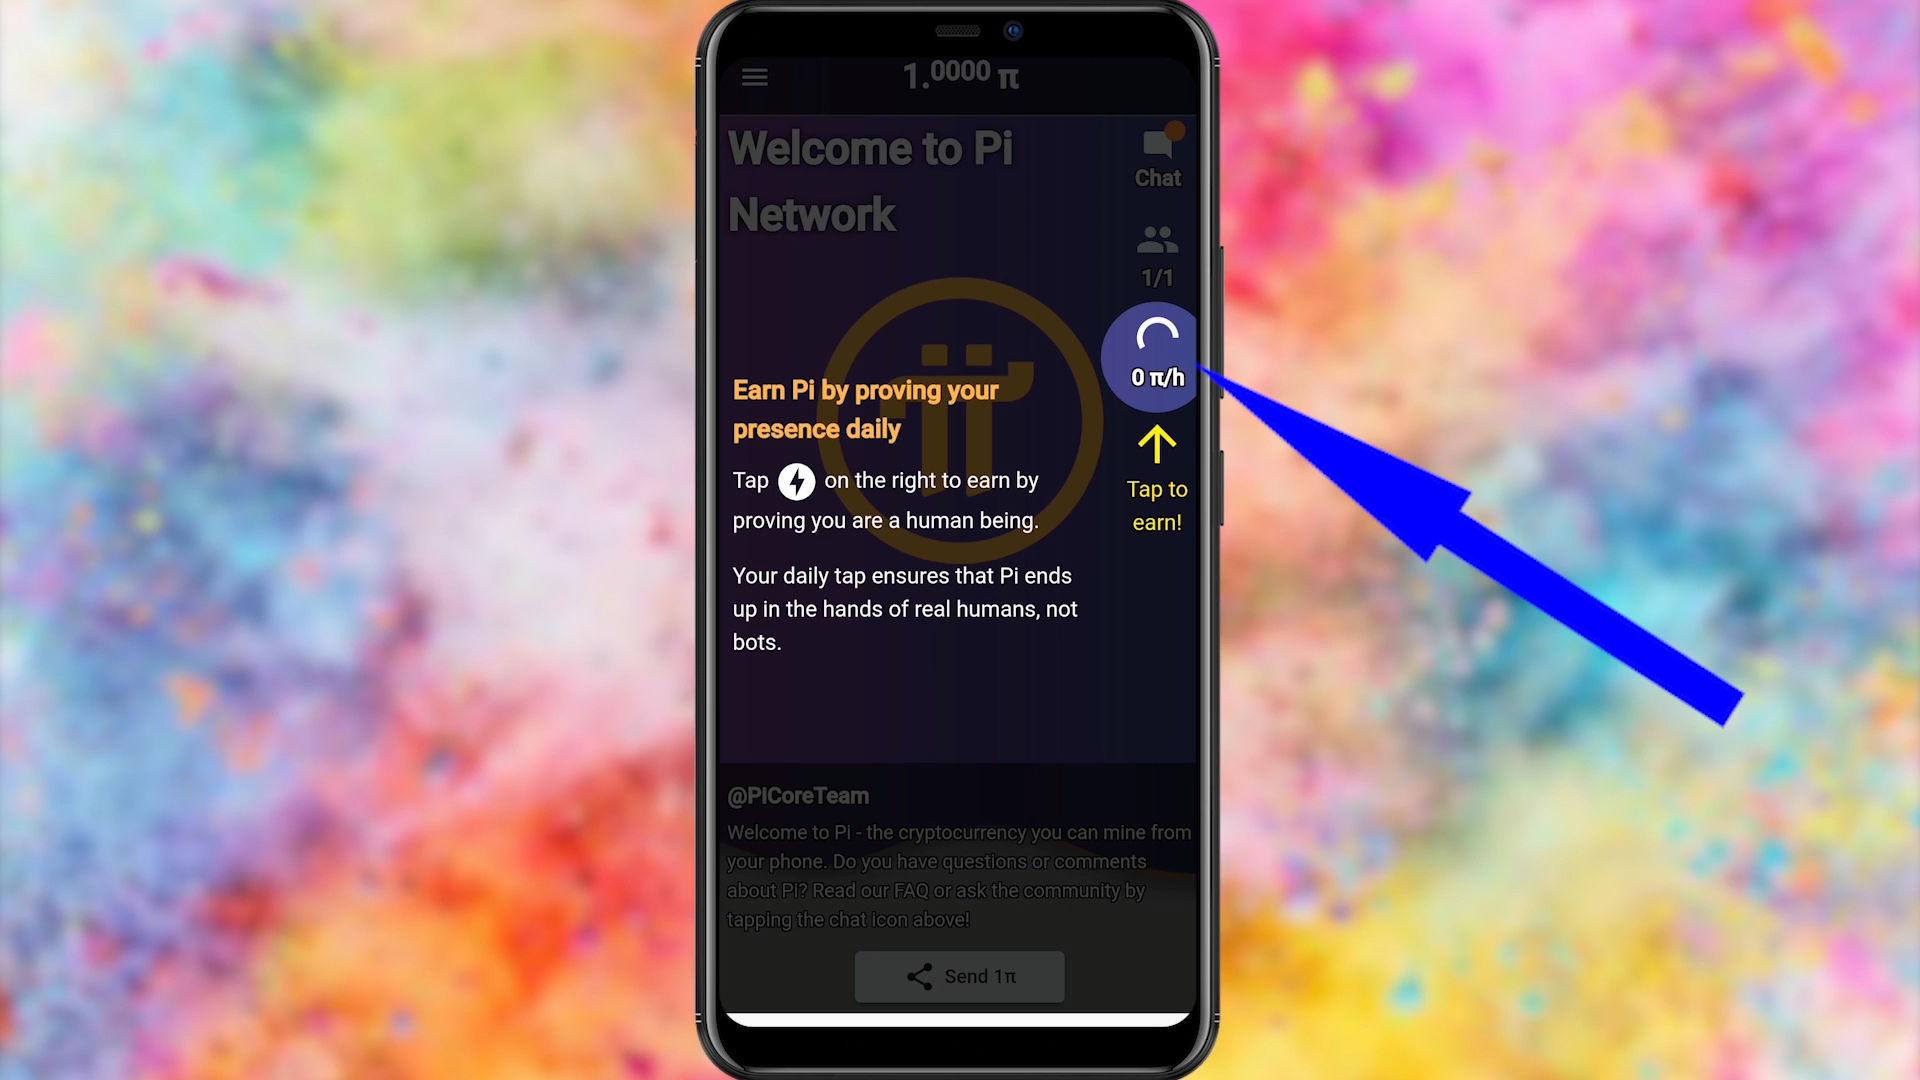 1.0000 π
Welcome to Pi
Network
Chat
1/1
0 π/h
Tap to
earn!
Earn Pi by proving your
presence daily
Tap on the right to earn by
proving you are a human being.
Your daily tap ensures that Pi ends
up in the hands of real humans, not
bots.
@PiCoreTeam
Welcome to Pi - the cryptocurrency you can mine from
your phone. Do you have questions or comments
about Pi? Read our FAQ or ask the community by
tapping the chat icon above!
Send 1π